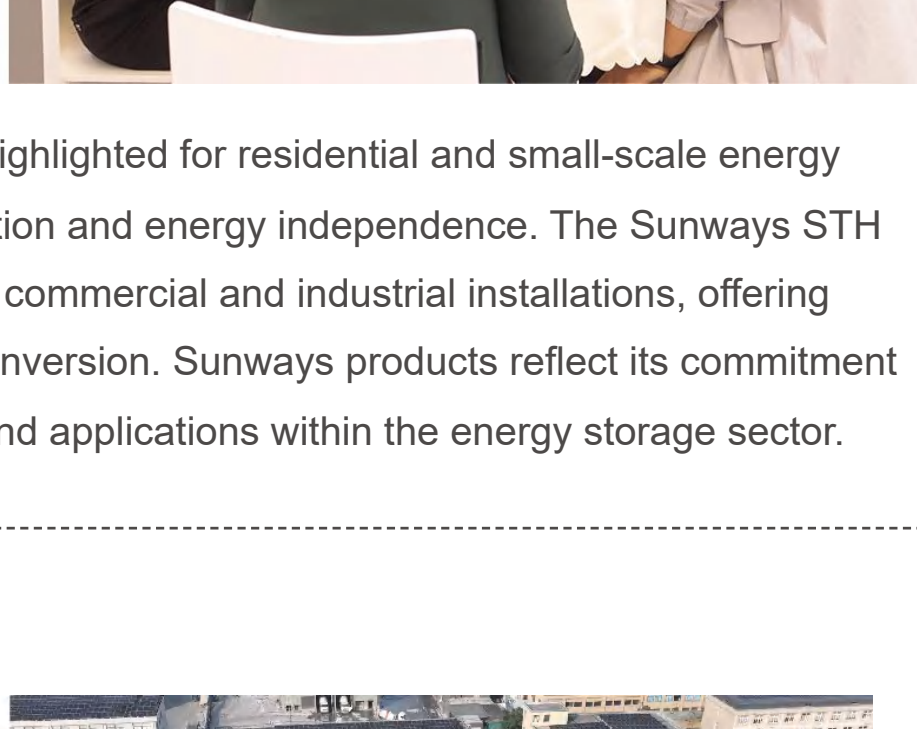 ighlighted for residential and small-scale energy
tion and energy independence. The Sunways STH
commercial and industrial installations, offering
nversion. Sunways products reflect its commitment
nd applications within the energy storage sector.